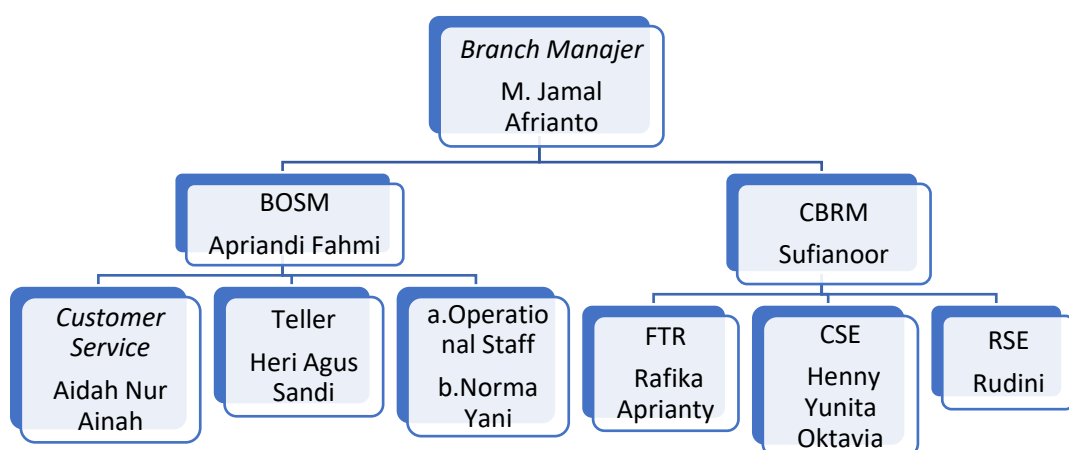 Branch Manajer
M. Jamal
Afrianto
BOSM
Apriandi Fahmi
CBRM
Sufianoor
Customer
Service
Aidah Nur
Ainah
Teller
Heri Agus
Sandi
a.Operatio
nal Staff
b.Norma
Yani
FTR
Rafika
Aprianty
CSE
Henny
Yunita
Oktavia
RSE
Rudini